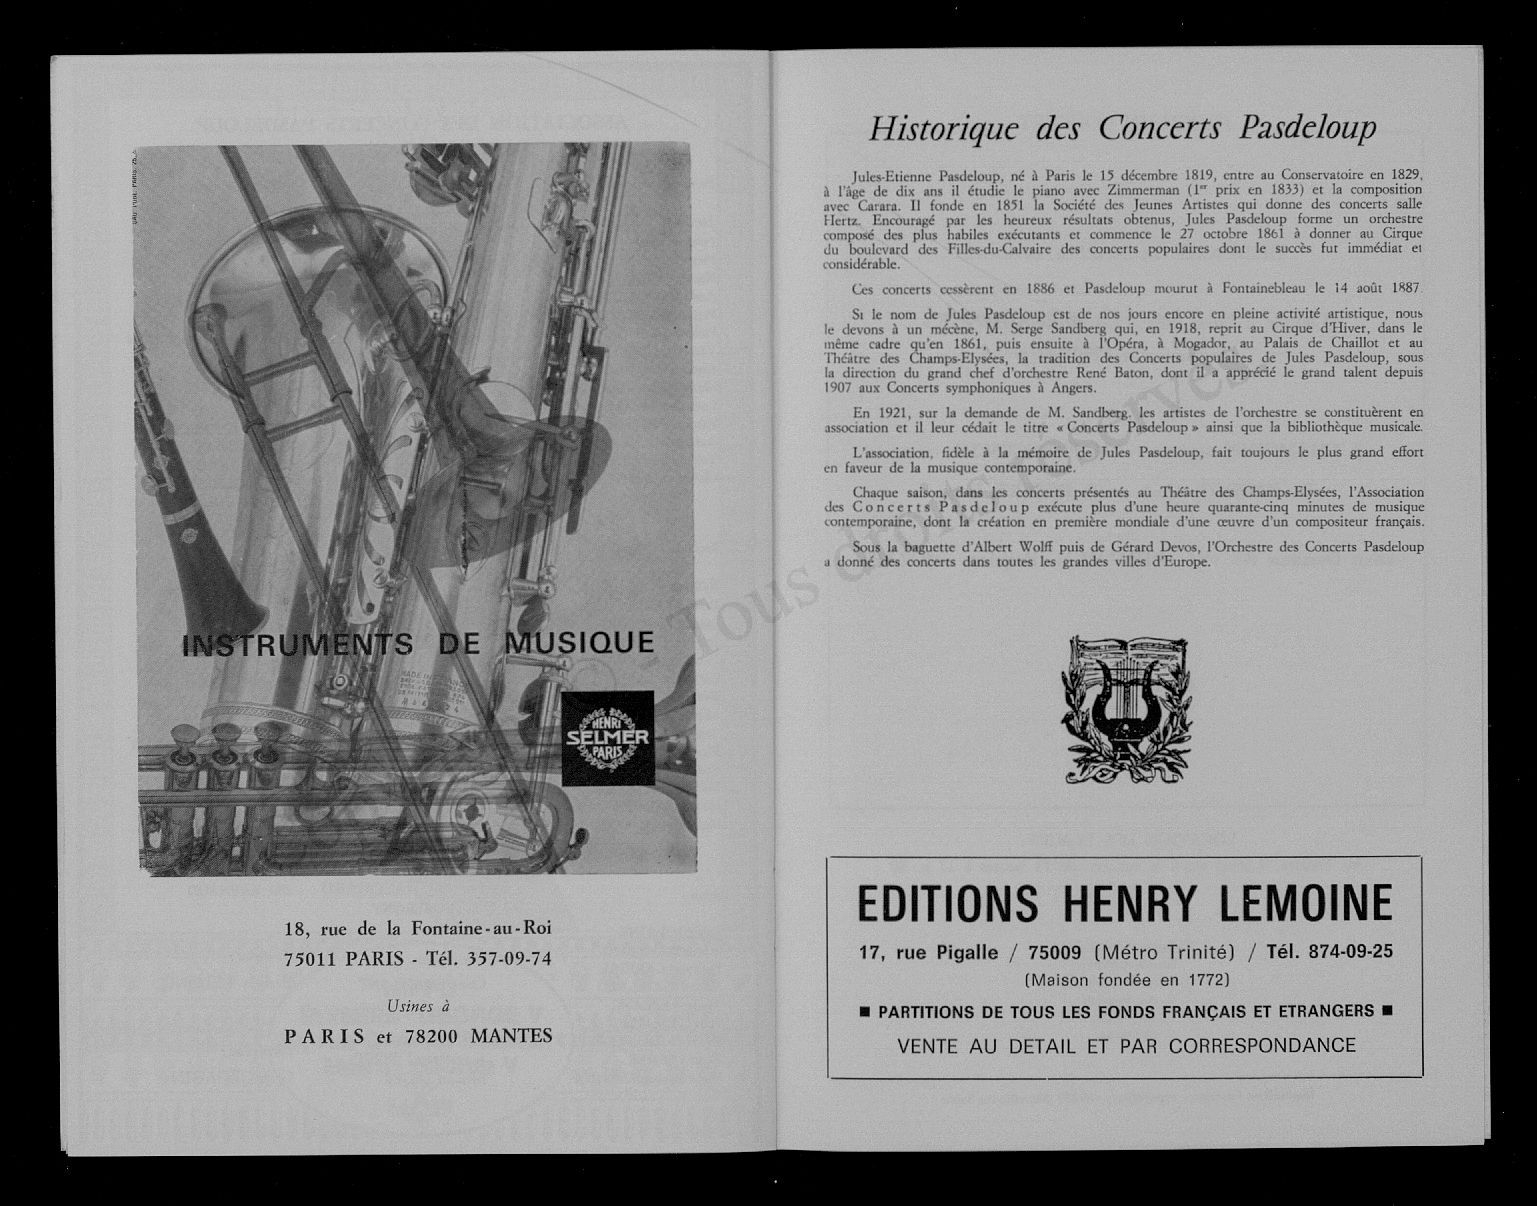 INSTRUMENTS DE MUSIQUE
HENRI
SELMER
PARIS
18, rue de la Fontaine-au-Roi
75011 PARIS - Tél. 357-09-74
Usines à
PARIS et 78200 MANTES
Historique des Concerts Pasdeloup
Jules-Etienne Pasdeloup, né à Paris le 15 décembre 1819, entre au Conservatoire en 1829,
à l'âge de dix ans il étudie le piano avec Zimmerman (1er prix en 1833) et la composition
avec Carara. Il fonde en 1851 la Société des Jeunes Artistes qui donne des concerts salle
Hertz. Encouragé par les heureux résultats obtenus, Jules Pasdeloup forme un orchestre
composé des plus habiles exécutants et commence le 27 octobre 1861 à donner au Cirque
du boulevard des Filles-du-Calvaire des concerts populaires dont le succès fut immédiat et
considérable.
Ces concerts cessèrent en 1886 et Pasdeloup mourut à Fontainebleau le 14 août 1887.
Si le nom de Jules Pasdeloup est de nos jours encore en pleine activité artistique, nous
le devons à un mécène, M. Serge Sandberg qui, en 1918, reprit au Cirque d'Hiver, dans le
même cadre qu'en 1861, puis ensuite à l'Opéra, à Mogador, au Palais de Chaillot et au
Théâtre des Champs-Elysées, la tradition des Concerts populaires de Jules Pasdeloup, sous
la direction du grand chef d'orchestre René Baton, dont il a apprécié le grand talent depuis
1907 aux Concerts symphoniques à Angers.
En 1921, sur la demande de M. Sandberg, les artistes de l'orchestre se constituèrent en
association et il leur cédait le titre « Concerts Pasdeloup » ainsi que la bibliothèque musicale.
L'association, fidèle à la mémoire de Jules Pasdeloup, fait toujours le plus grand effort
en faveur de la musique contemporaine.
Chaque saison, dans les concerts présentés au Théâtre des Champs-Elysées, l'Association
des Concerts Pasdeloup exécute plus d'une heure quarante-cinq minutes de musique
contemporaine, dont la création en première mondiale d'une œuvre d'un compositeur français.
Sous la baguette d'Albert Wolff puis de Gérard Devos, l'Orchestre des Concerts Pasdeloup
a donné des concerts dans toutes les grandes villes d'Europe.
© - Tous droits réservés
EDITIONS HENRY LEMOINE
17, rue Pigalle / 75009 (Métro Trinité) / Tél. 874-09-25
(Maison fondée en 1772)
■ PARTITIONS DE TOUS LES FONDS FRANÇAIS ET ETRANGERS ■
VENTE AU DETAIL ET PAR CORRESPONDANCE